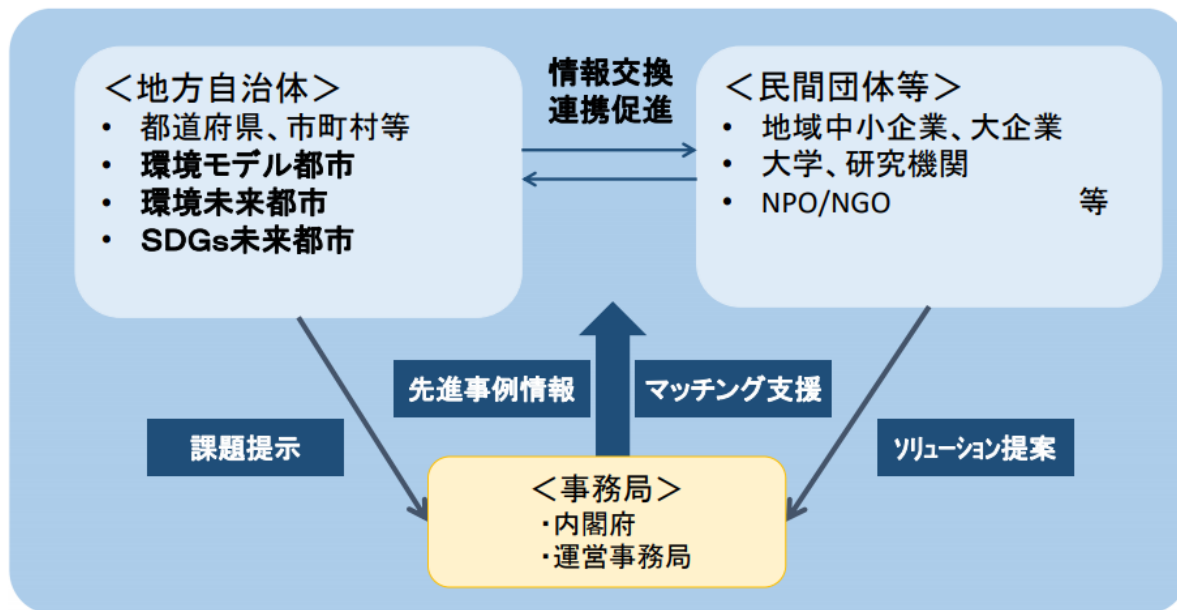 ＜地方自治体＞
• 都道府県、市町村等
• 環境モデル都市
• 環境未来都市
• SDGs未来都市
情報交換
連携促進
＜民間団体等＞
• 地域中小企業、大企業
• 大学、研究機関
• NPO/NGO 等
先進事例情報
マッチング支援
課題提示
ソリューション提案
＜事務局＞
・内閣府
・運営事務局